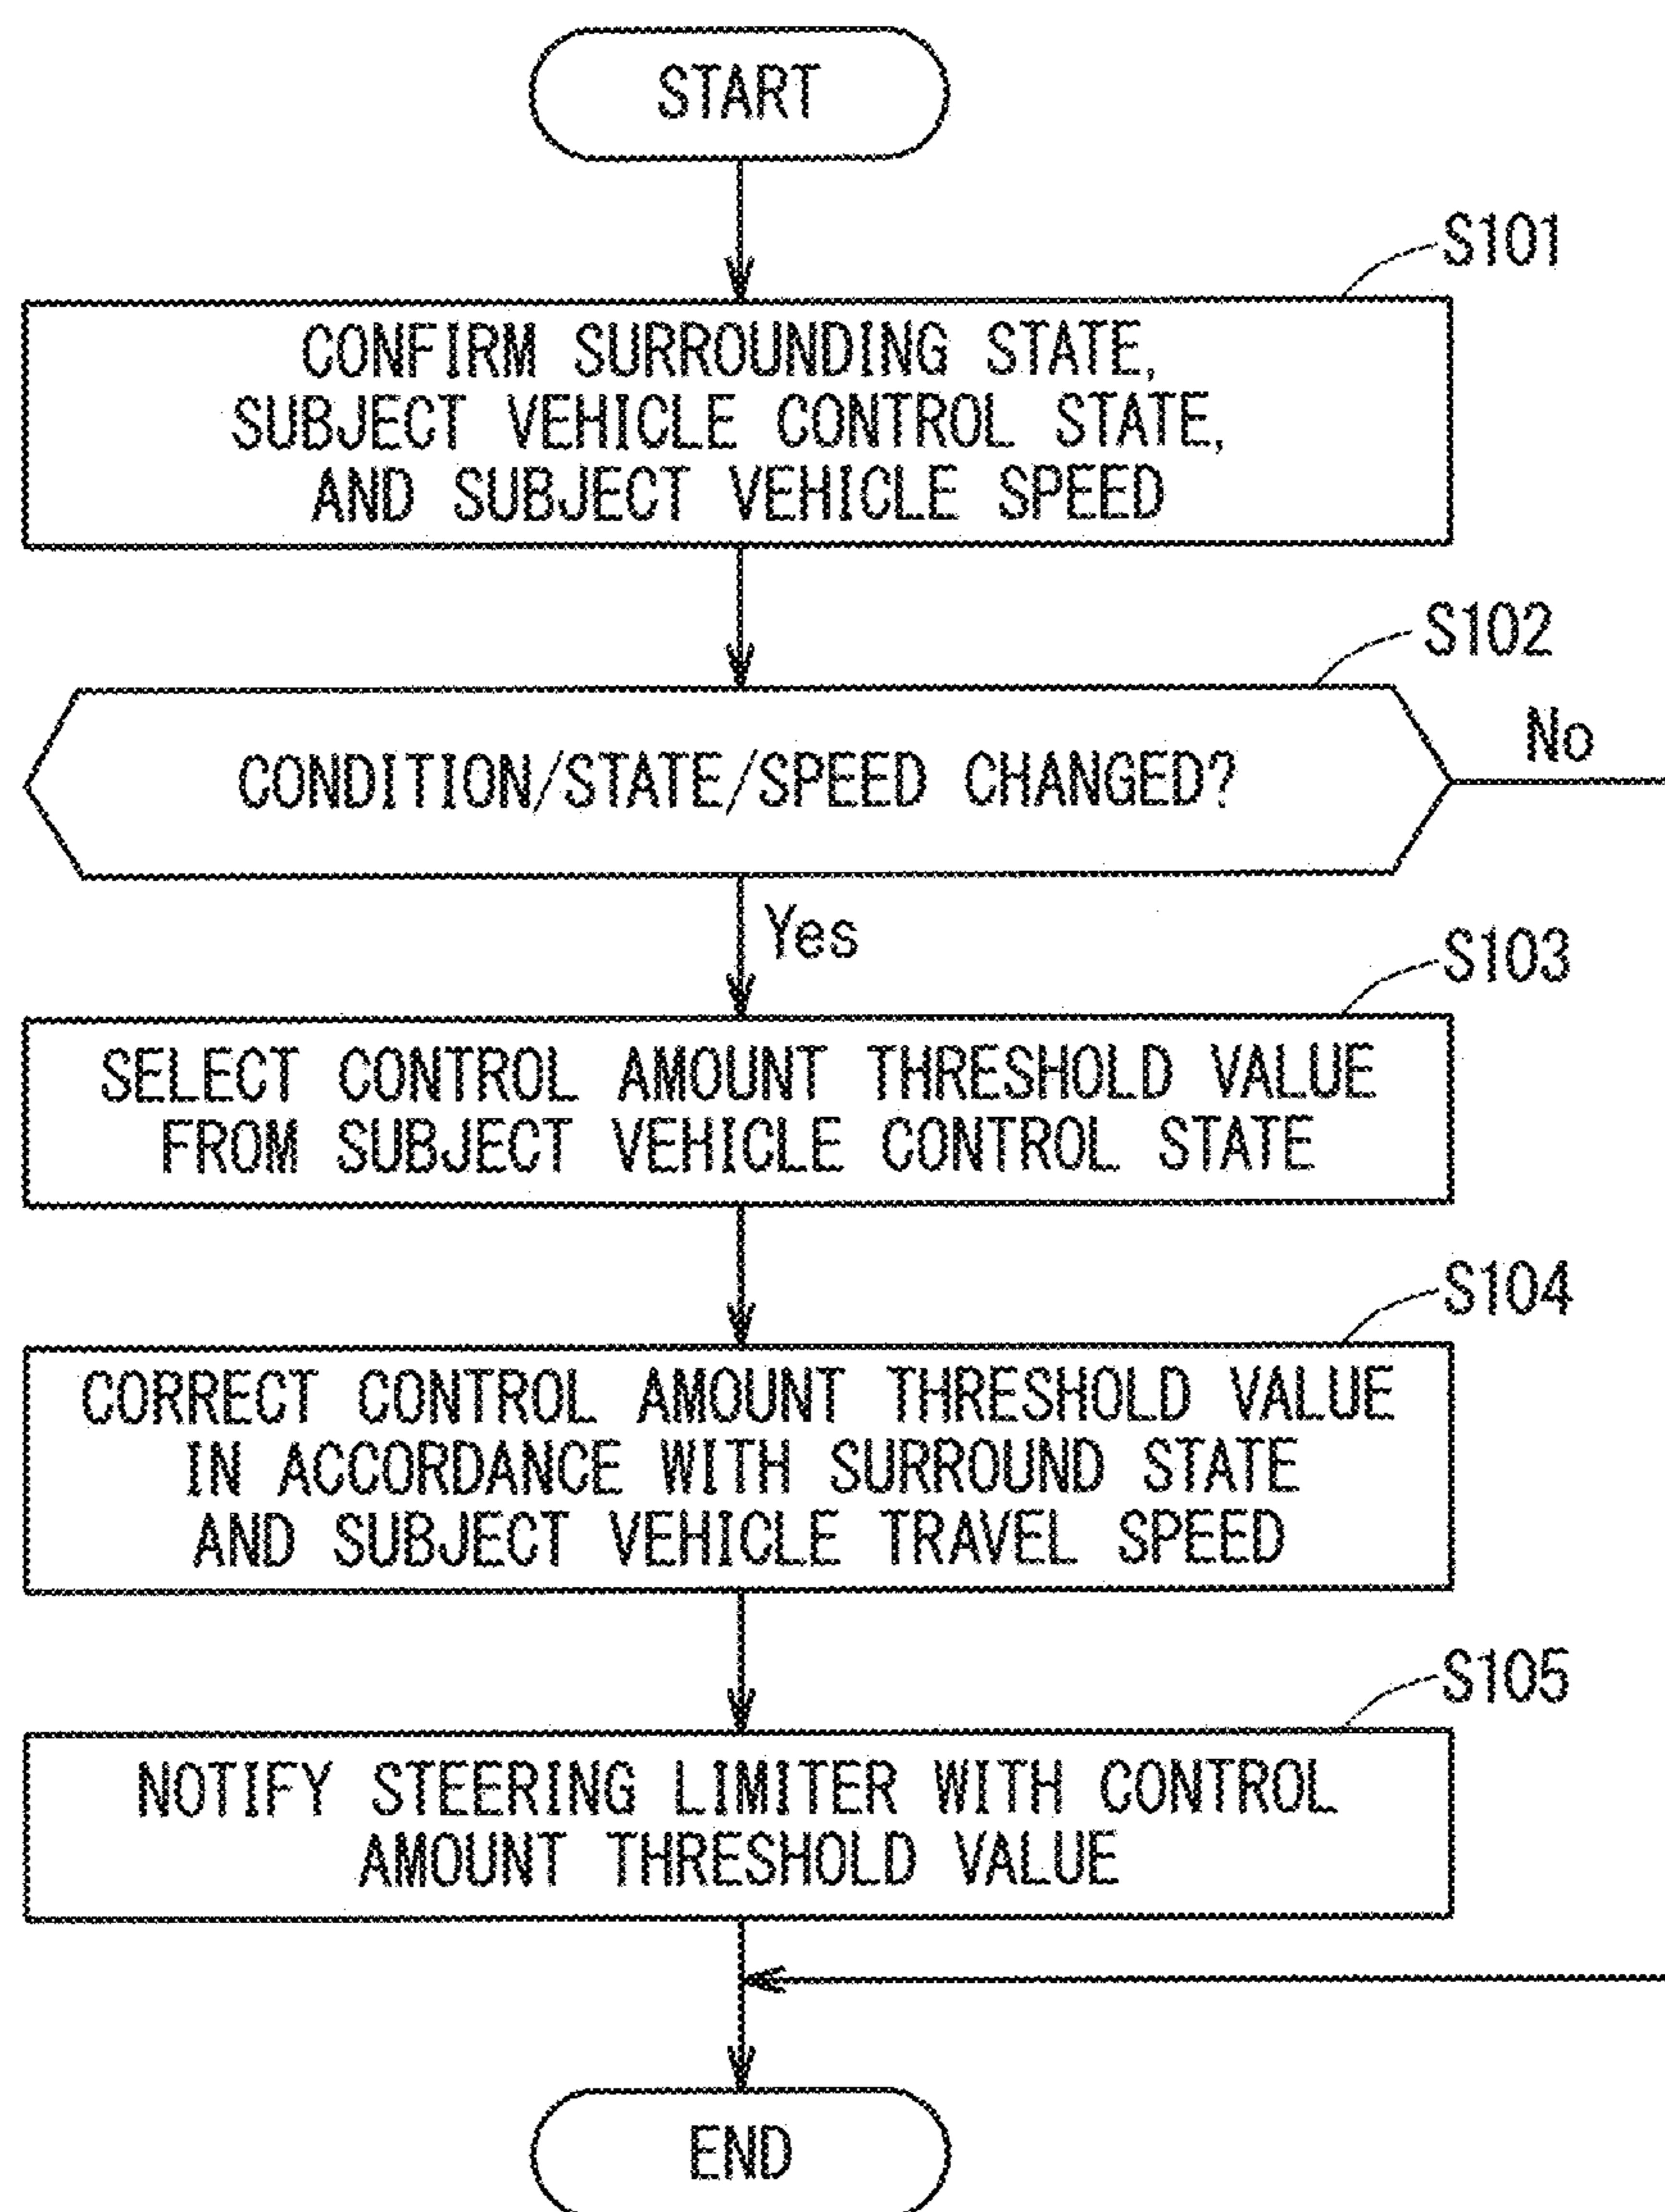 START
S101
CONFIRM SURROUNDING STATE,
SUBJECT VEHICLE CONTROL STATE,
AND SUBJECT VEHICLE SPEED
S102
CONDITION/STATE/SPEED CHANGED?
No
Yes
S103
SELECT CONTROL AMOUNT THRESHOLD VALUE
FROM SUBJECT VEHICLE CONTROL STATE
S104
CORRECT CONTROL AMOUNT THRESHOLD VALUE
IN ACCORDANCE WITH SURROUND STATE
AND SUBJECT VEHICLE TRAVEL SPEED
S105
NOTIFY STEERING LIMITER WITH CONTROL
AMOUNT THRESHOLD VALUE
END